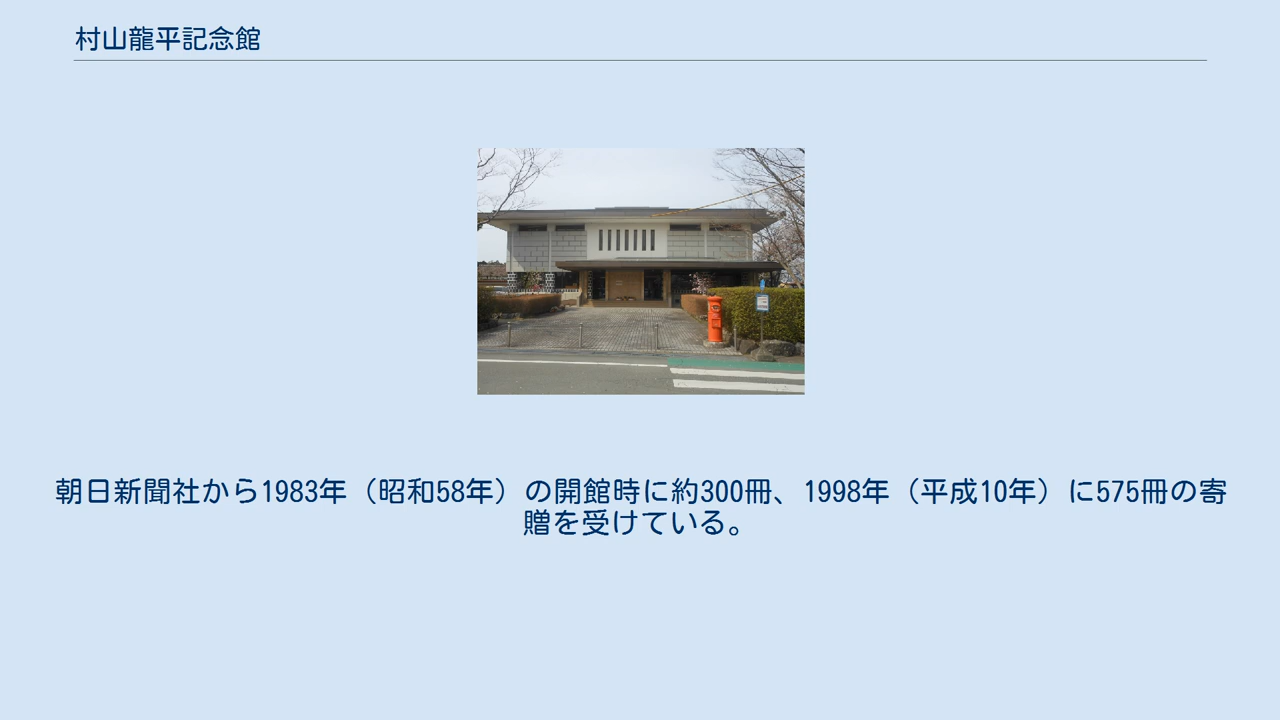 村山龍平記念館
朝日新聞社から1983年（昭和58年）の開館時に約300冊、1998年（平成10年）に575冊の寄
贈を受けている。